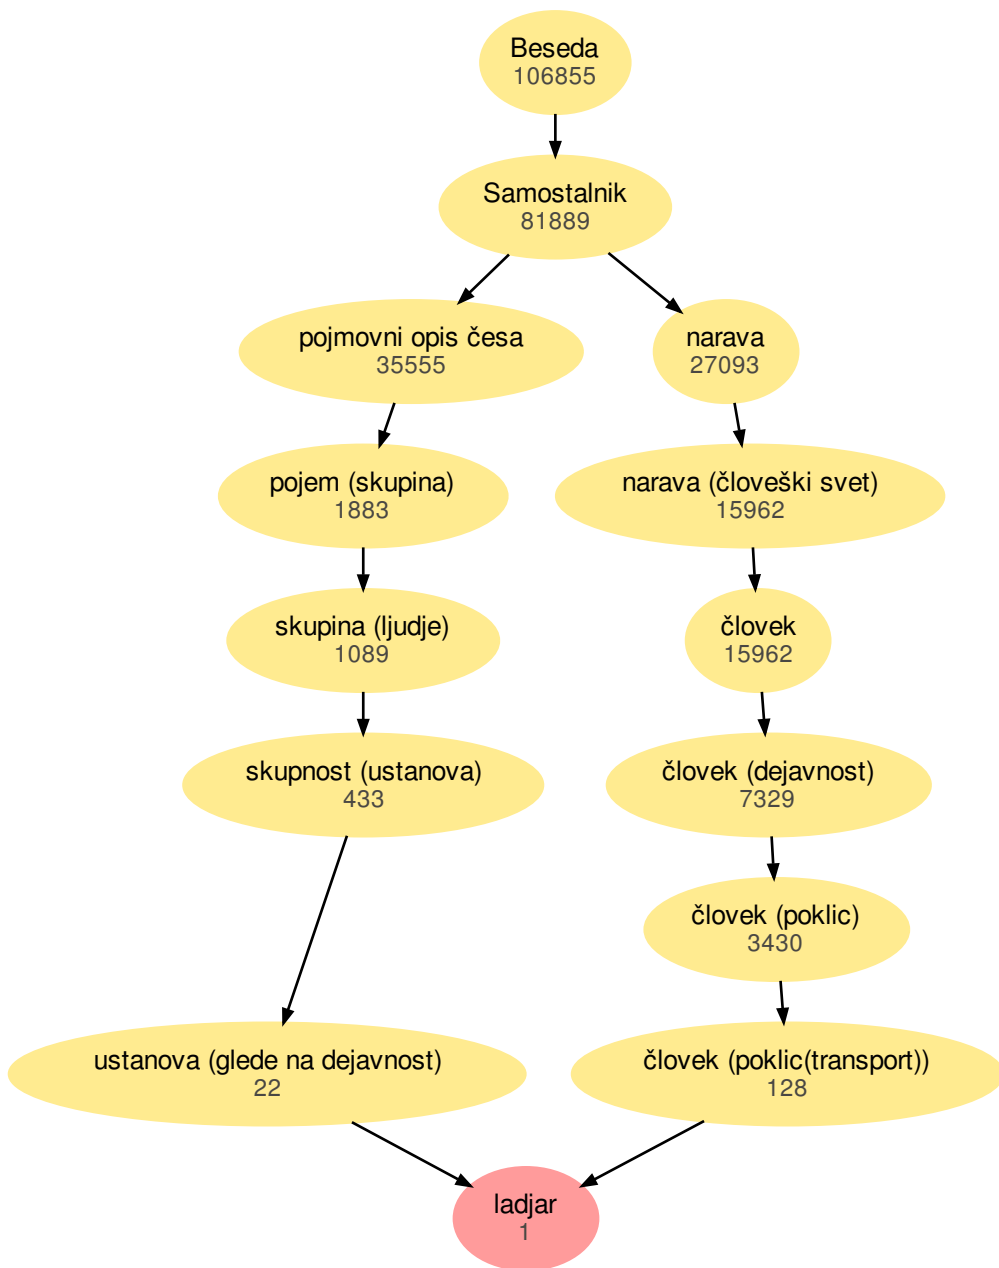 Beseda
106855
Samostalnik
81889
pojmovni opis česa
35555
narava
27093
pojem (skupina)
1883
narava (človeški svet)
15962
skupina (ljudje)
1089
človek
15962
skupnost (ustanova)
433
človek (dejavnost)
7329
človek (poklic)
3430
ustanova (glede na dejavnost)
22
človek (poklic(transport))
128
ladjar
1